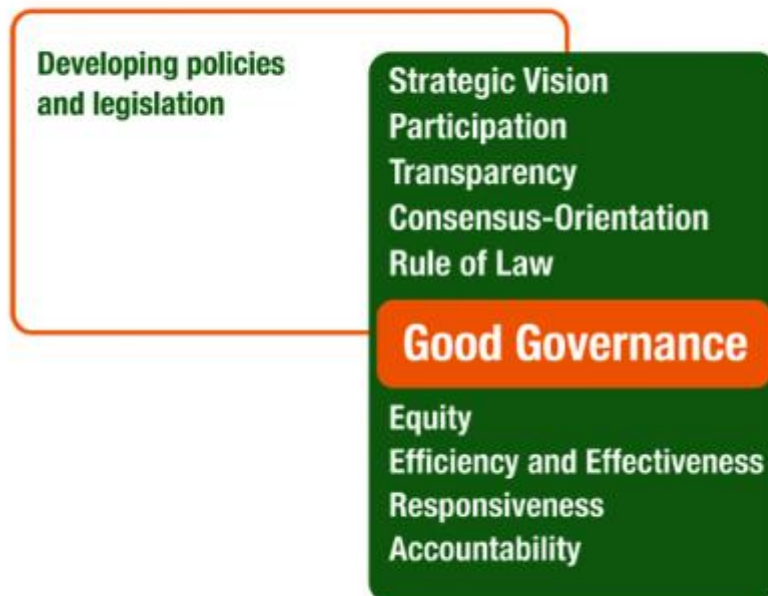 Developing policies
and legislation
Strategic Vision
Participation
Transparency
Consensus-Orientation
Rule of Law
Good Governance
Equity
Efficiency and Effectiveness
Responsiveness
Accountability